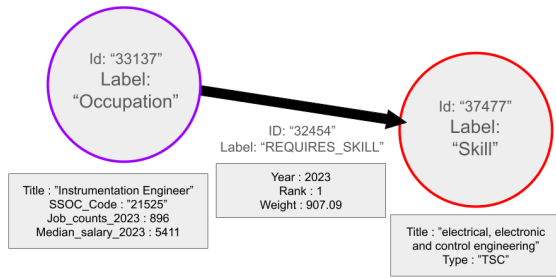 Id: “33137”
Label:
“Occupation”
Id: “37477”
Label:
“Skill”
ID: “32454”
Label: “REQUIRES_SKILL”
Title : ”Instrumentation Engineer”
SSOC_Code : ”21525”
Job_counts_2023 : 896
Median_salary_2023 : 5411
Year : 2023
Rank : 1
Weight : 907.09
Title : ”electrical, electronic
and control engineering”
Type : ”TSC”